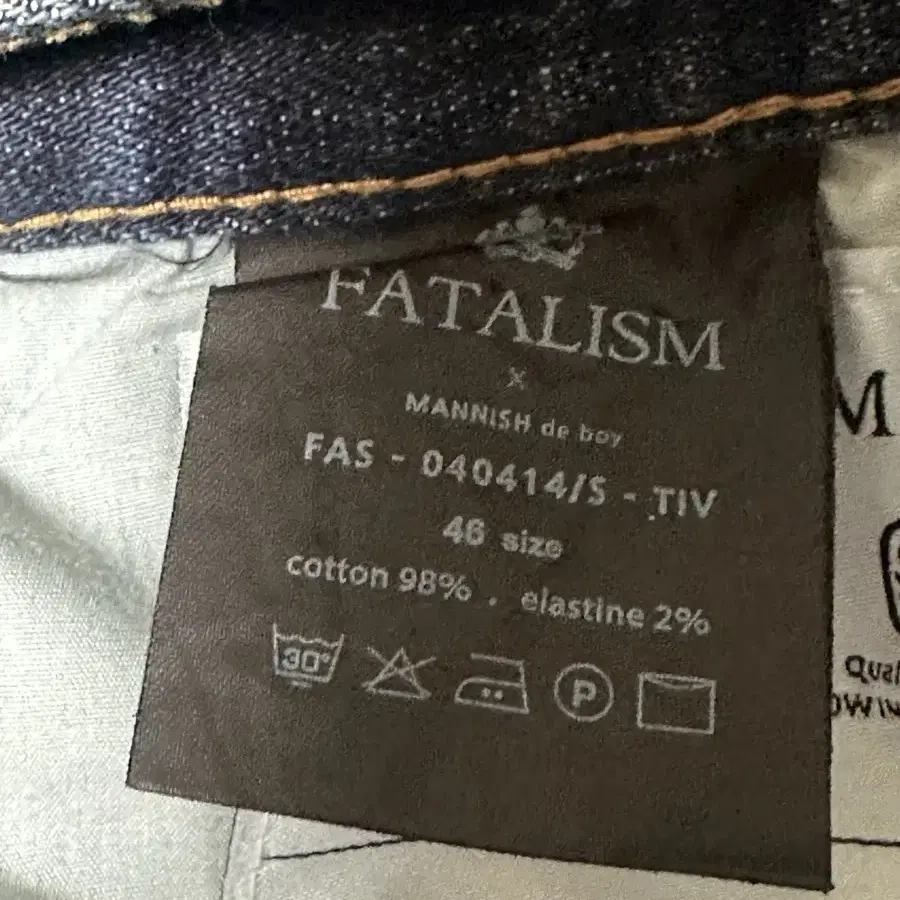 FATALISM
x
MANNISH de boy
FAS - 040414/S - TIV
46 size
cotton 98% . elastine 2%
30°
P
M